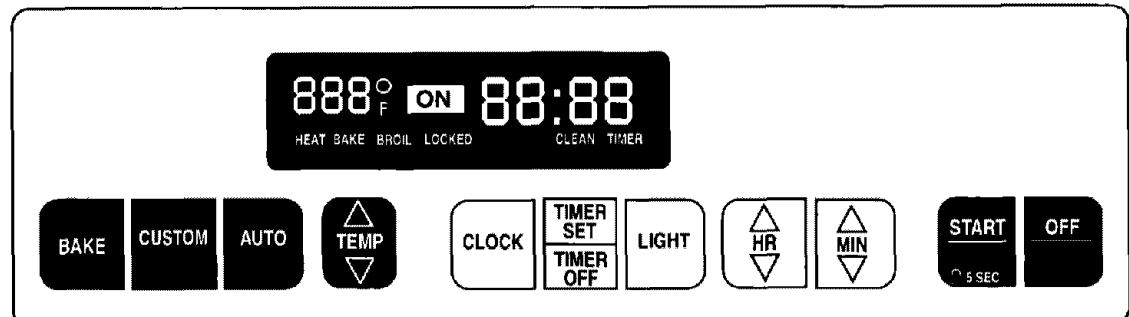 888°F ON 88:88
HEAT BAKE BROIL LOCKED CLEAN TIMER
BAKE
CUSTOM
AUTO
TEMP
CLOCK
TIMER
SET
TIMER
OFF
LIGHT
HR
MIN
START
5 SEC
OFF